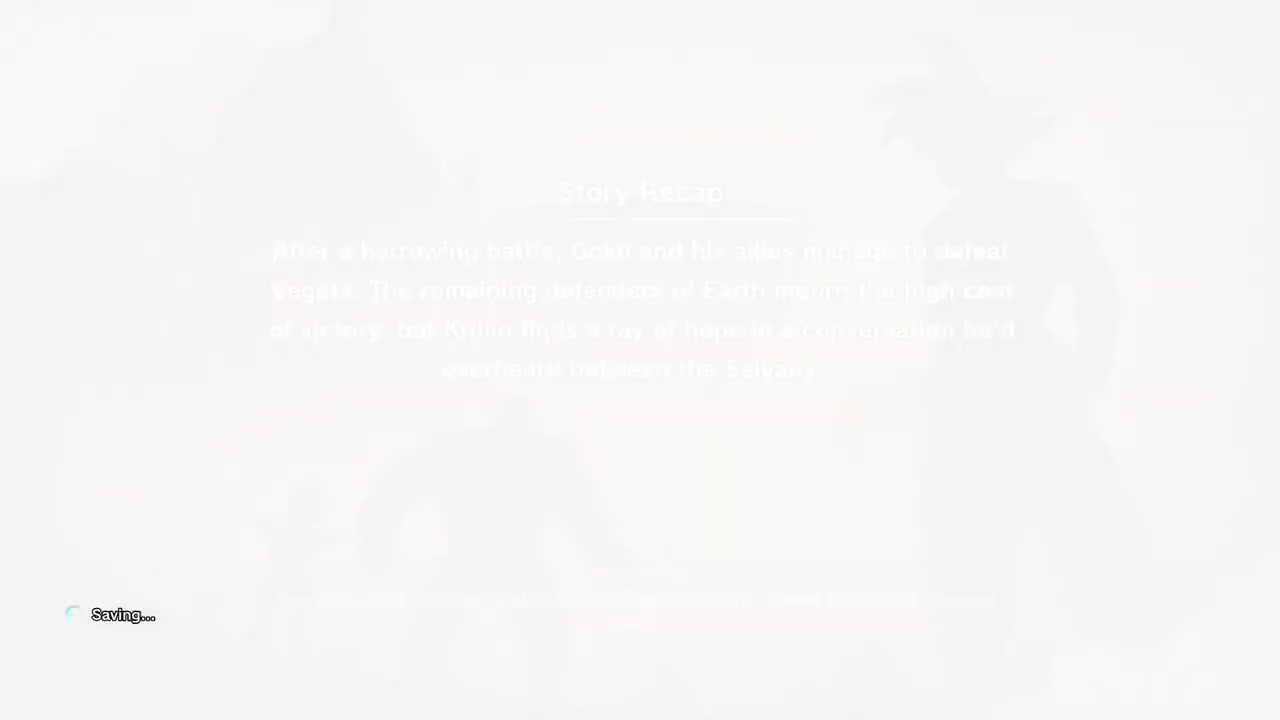 Story Recap
After a harrowing battle, Goku and his allies manage to defeat
Vegeta. The remaining defenders of Earth mourn the high cost
of victory, but Krillin finds a ray of hope in a conversation he'd
overheard between the Saiyans.
Saving...